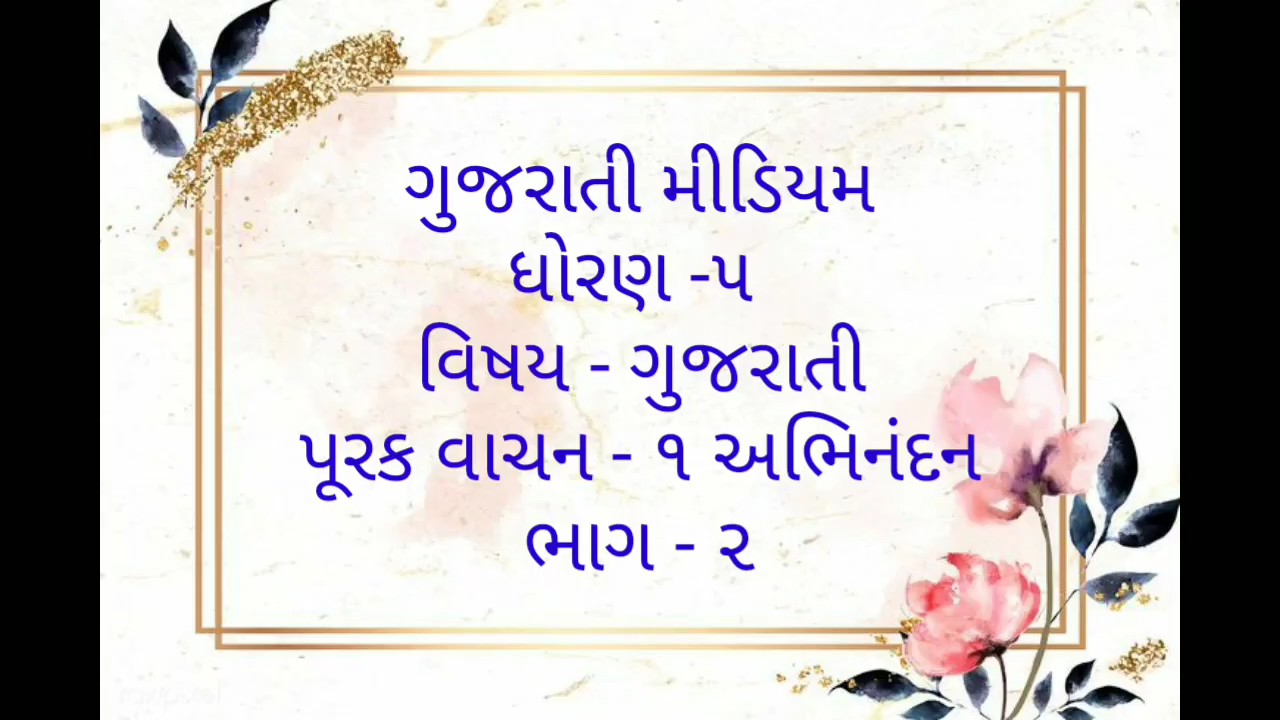 ગુજરાતી મીડિયમ
ધોરણ -૫
વિષય - ગુજરાતી
પૂરક વાચન - ૧ અભિનંદન
ભાગ - ૨